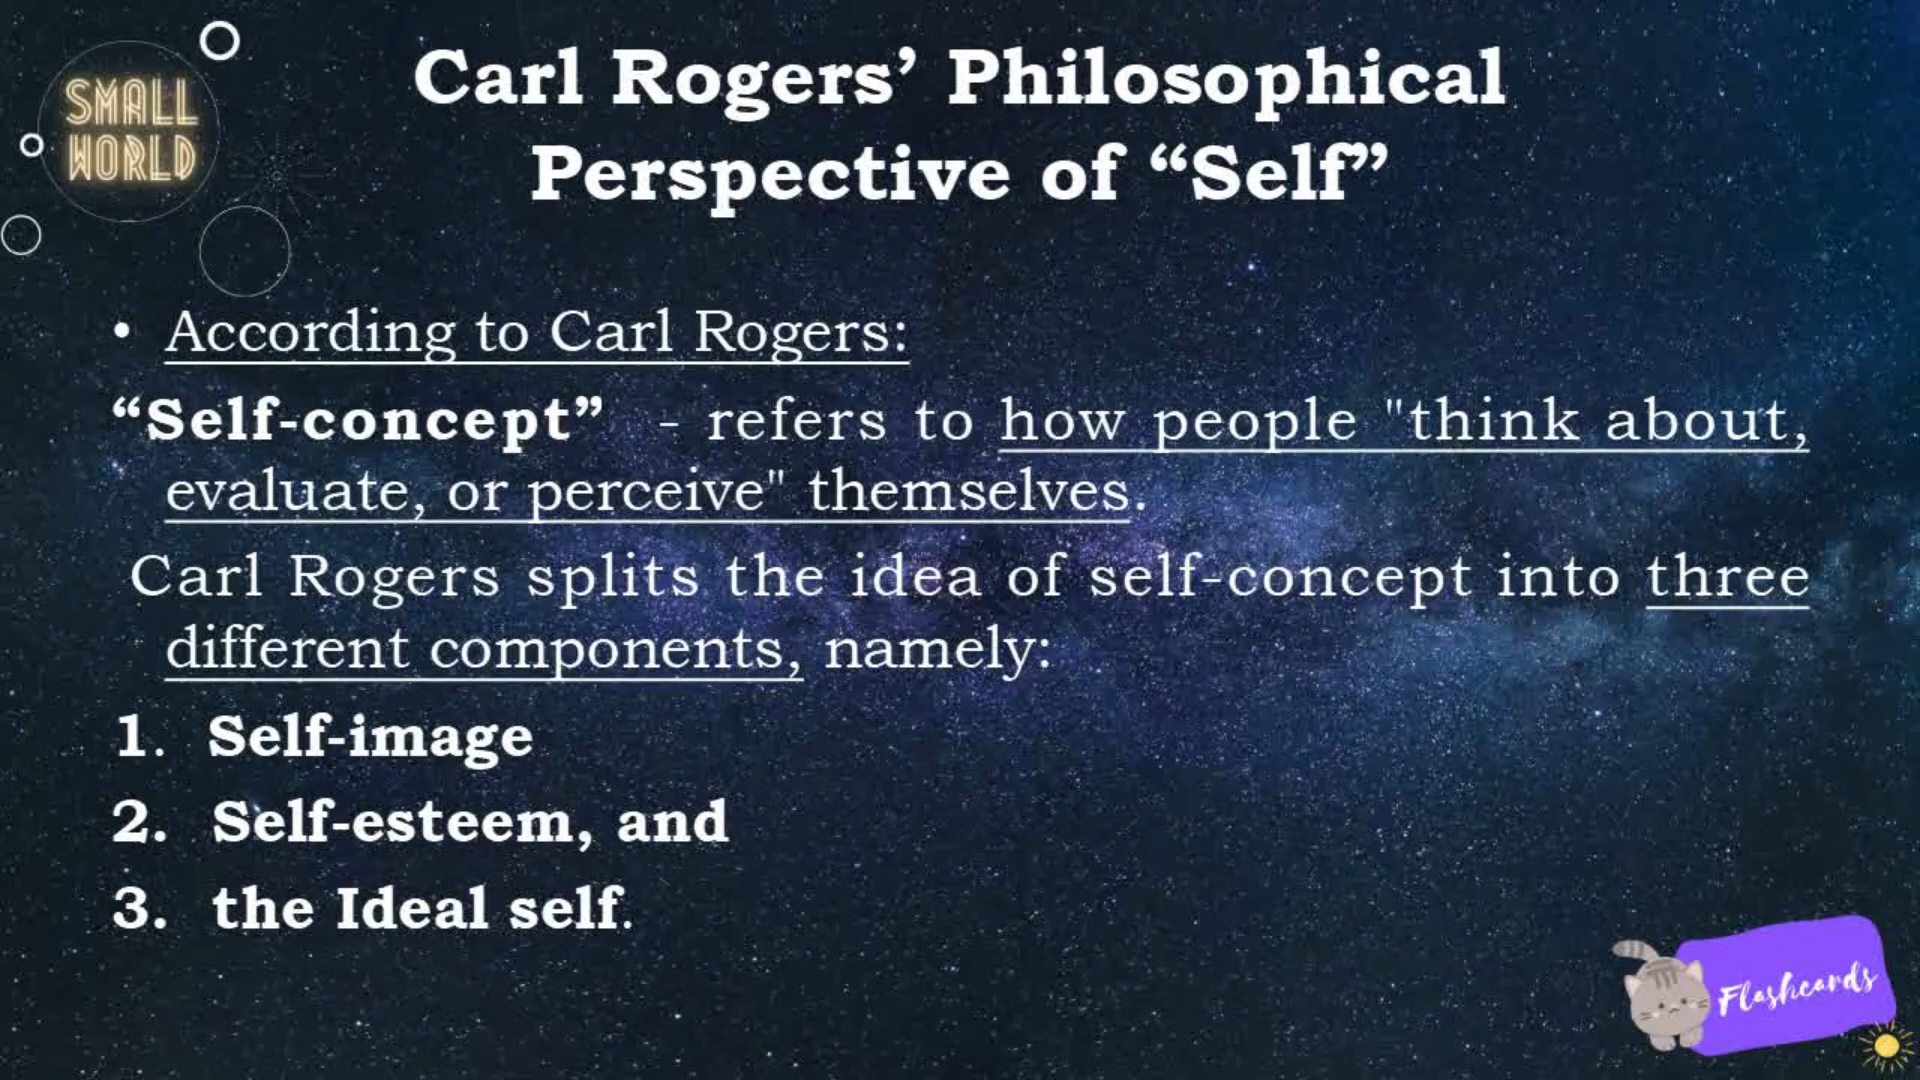 SMALL
WORLD
Carl Rogers’ Philosophical
Perspective of “Self”
• According to Carl Rogers:
“Self-concept” - refers to how people "think about,
evaluate, or perceive" themselves.
Carl Rogers splits the idea of self-concept into three
different components, namely:
1. Self-image
2. Self-esteem, and
3. the Ideal self.
Flashcards